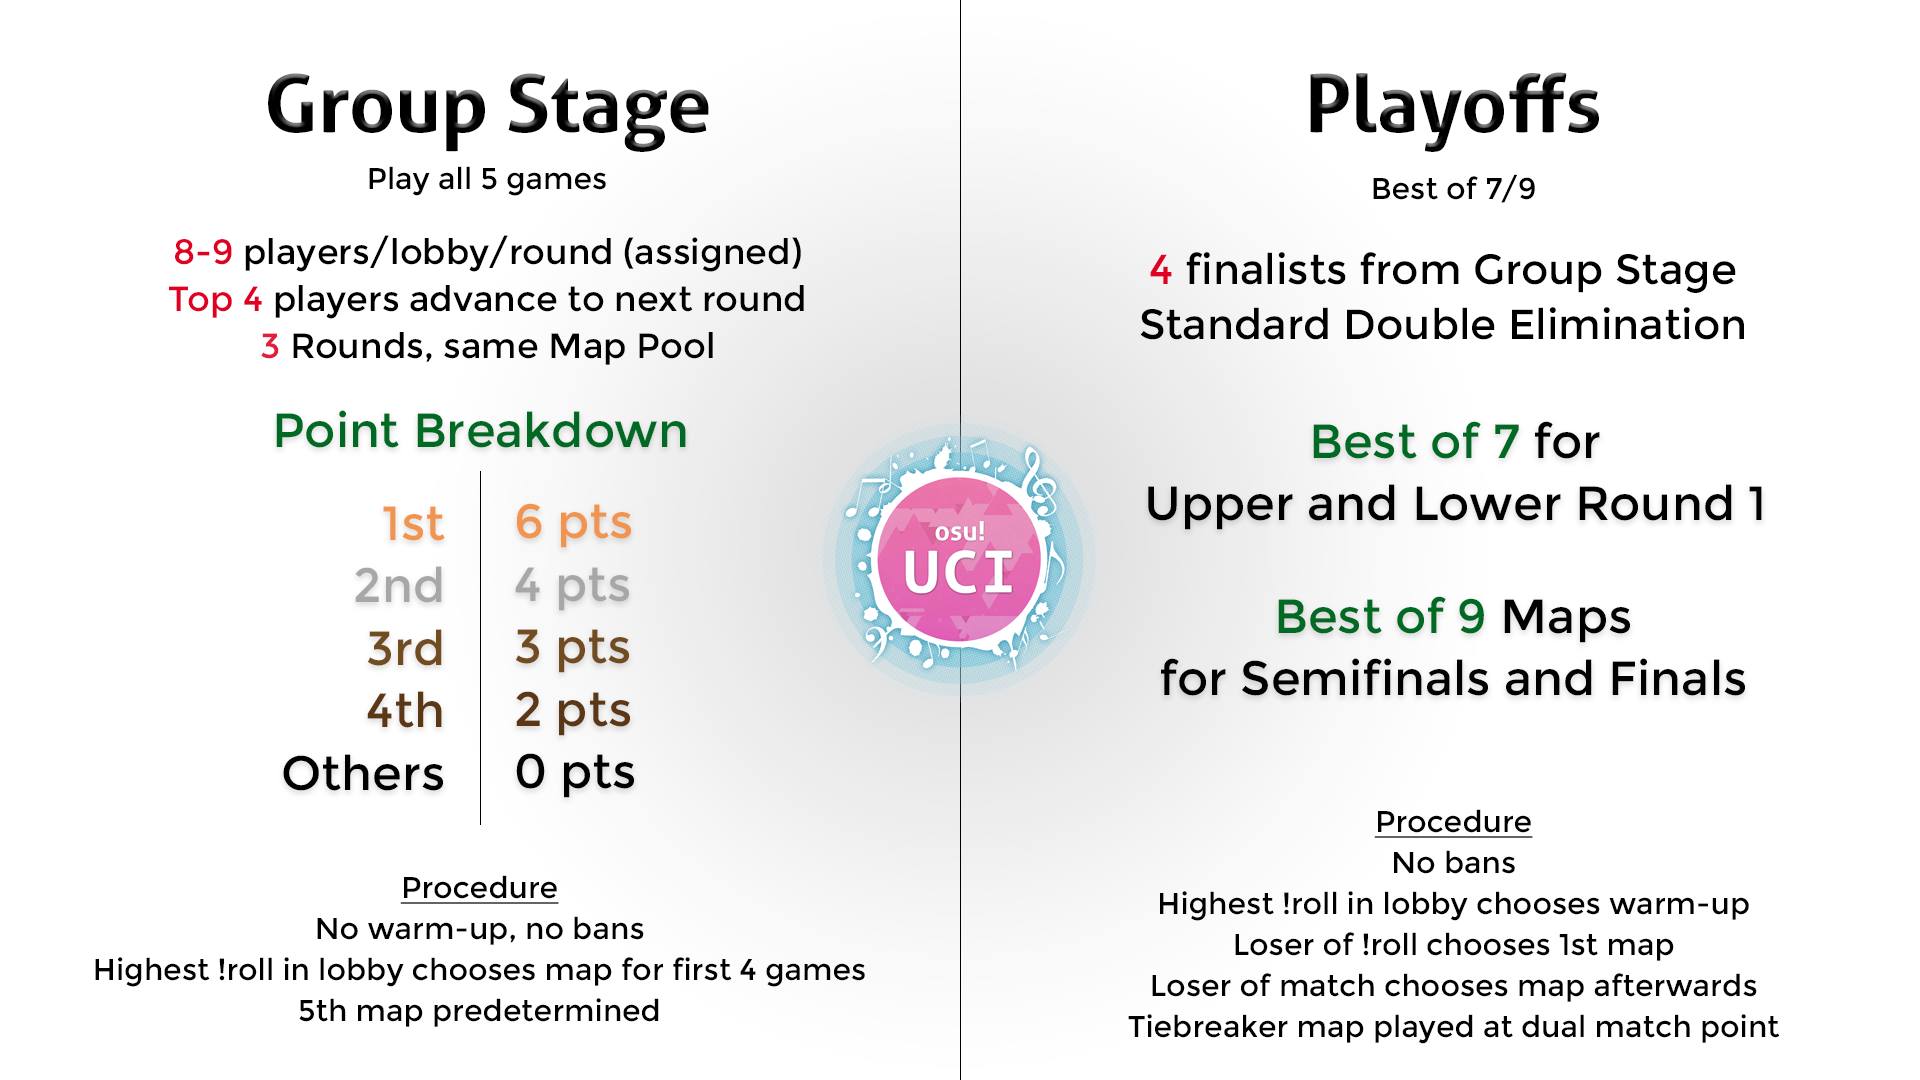 Group Stage
Play all 5 games
8-9 players/lobby/round (assigned)
Top 4 players advance to next round
3 Rounds, same Map Pool
Point Breakdown
1st 6 pts
2nd 4 pts
3rd 3 pts
4th 2 pts
Others 0 pts
Procedure
No warm-up, no bans
Highest !roll in lobby chooses map for first 4 games
5th map predetermined
osu!
UCI
Playoffs
Best of 7/9
4 finalists from Group Stage
Standard Double Elimination
Best of 7 for
Upper and Lower Round 1
Best of 9 Maps
for Semifinals and Finals
Procedure
No bans
Highest !roll in lobby chooses warm-up
Loser of !roll chooses 1st map
Loser of match chooses map afterwards
Tiebreaker map played at dual match point